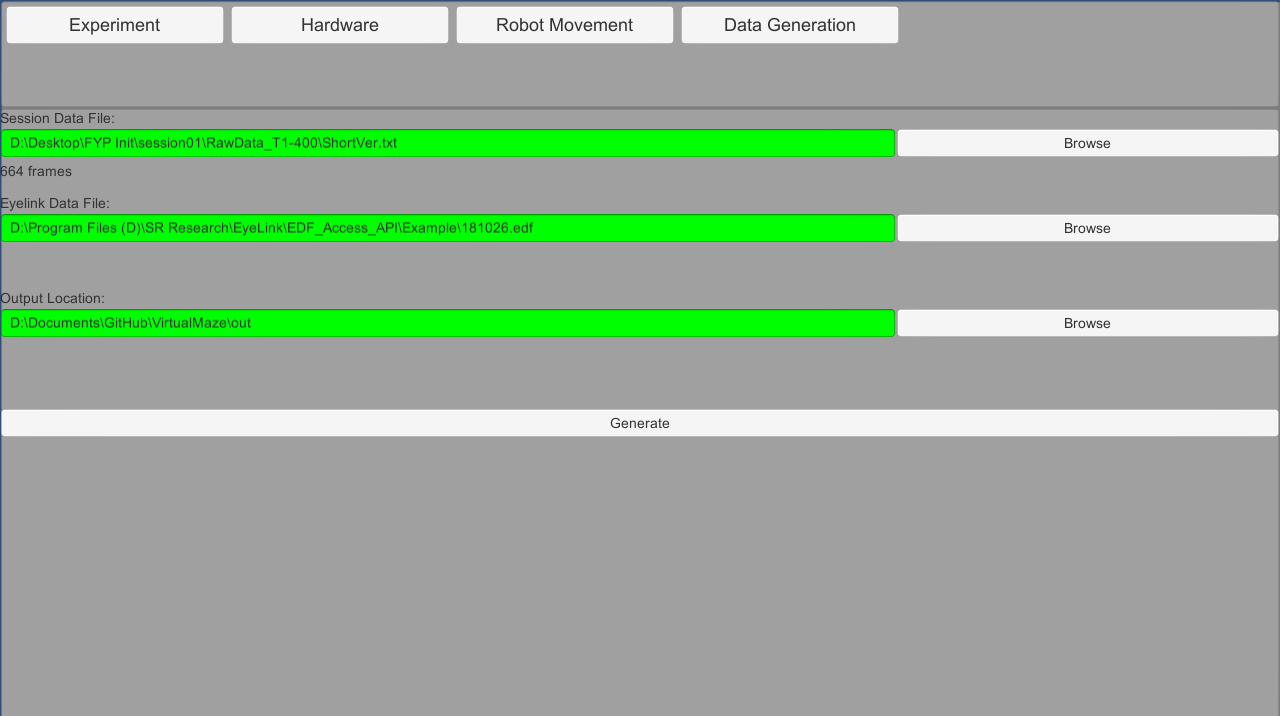 Experiment Hardware Robot Movement Data Generation
Session Data File:
D:\Desktop\FYP Init\session01\RawData_T1-400\ShortVer.txt Browse
664 frames
Eyelink Data File:
D:\Program Files (D)\SR Research\EyeLink\EDF_Access_API\Example\181026.edf Browse
Output Location:
D:\Documents\GitHub\VirtualMaze\out Browse
Generate